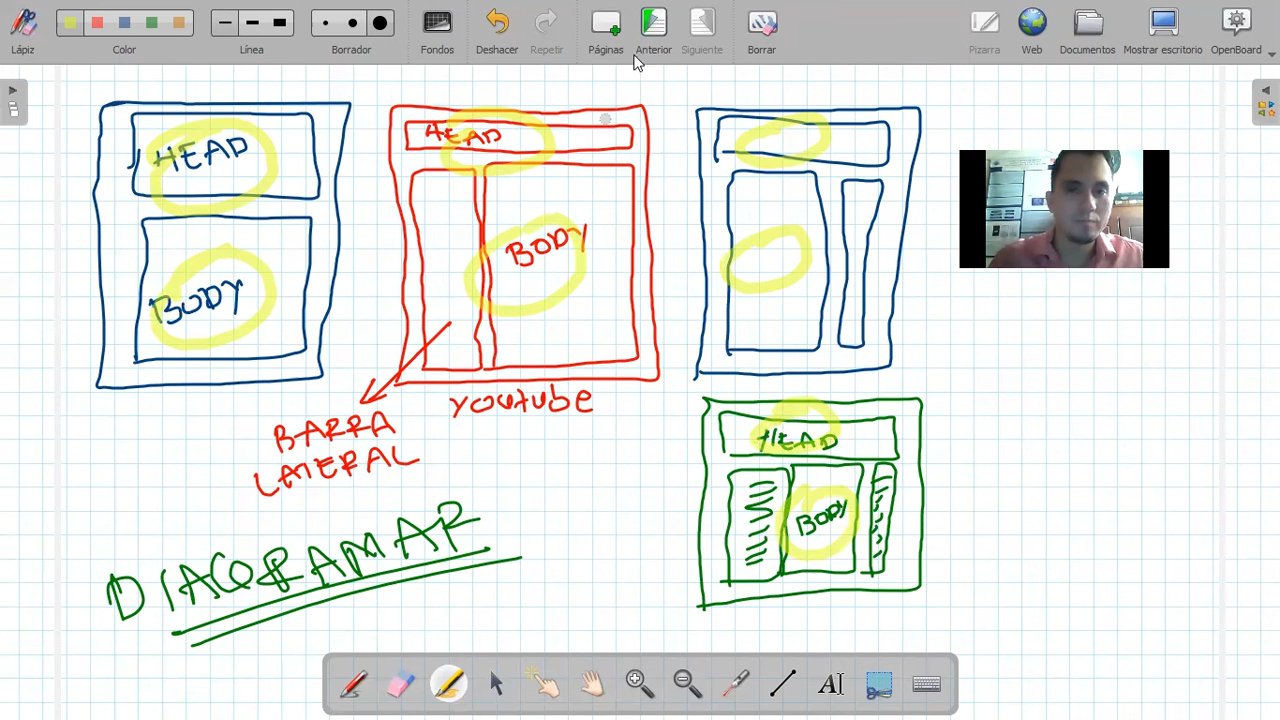 Lápiz
Color
Línea
Borrador
Fondos
Deshacer
Repetir
Páginas
Anterior
Siguiente
Borrar
Pizarra
Web
Documentos
Mostrar escritorio
OpenBoard
HEAD
BODY
HEAD
BODY
youtube
BARRA
LATERAL
HEAD
BODY
DIAGRAMAR
AI